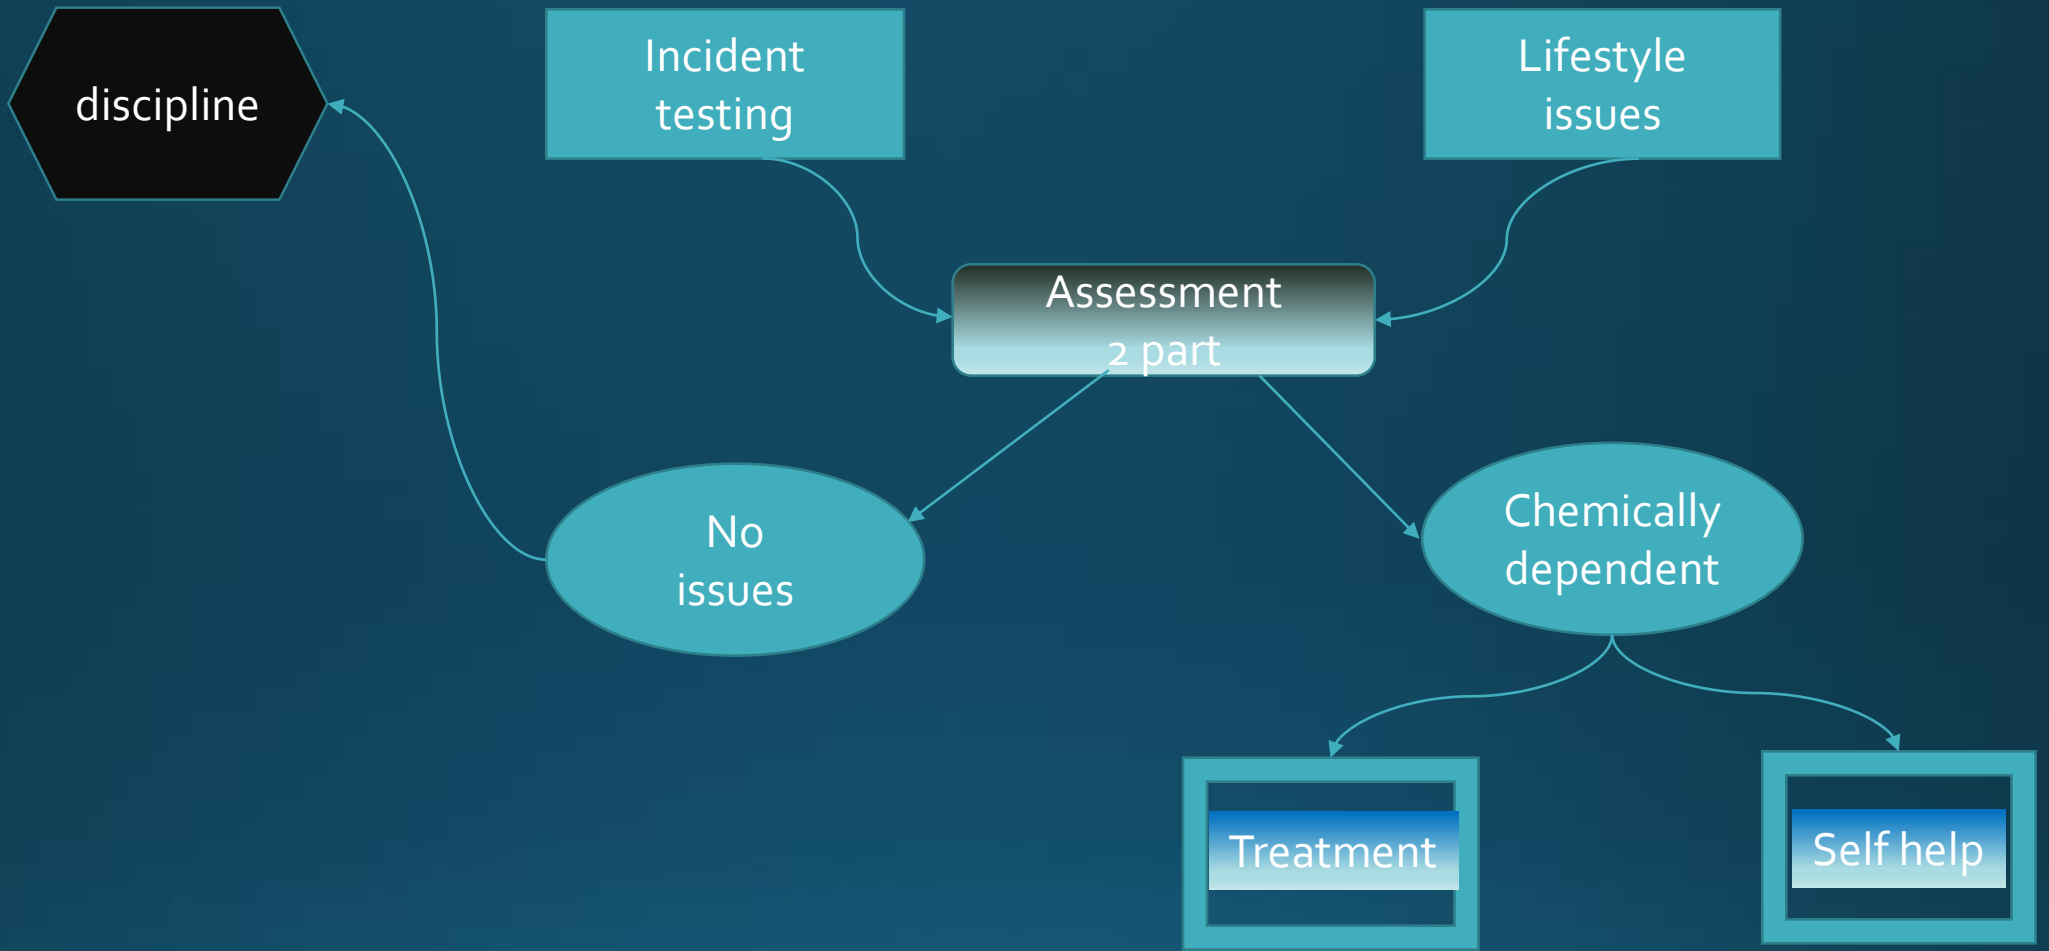 discipline
Incident
testing
Lifestyle
issues
Assessment
2 part
No
issues
Chemically
dependent
Treatment
Self help